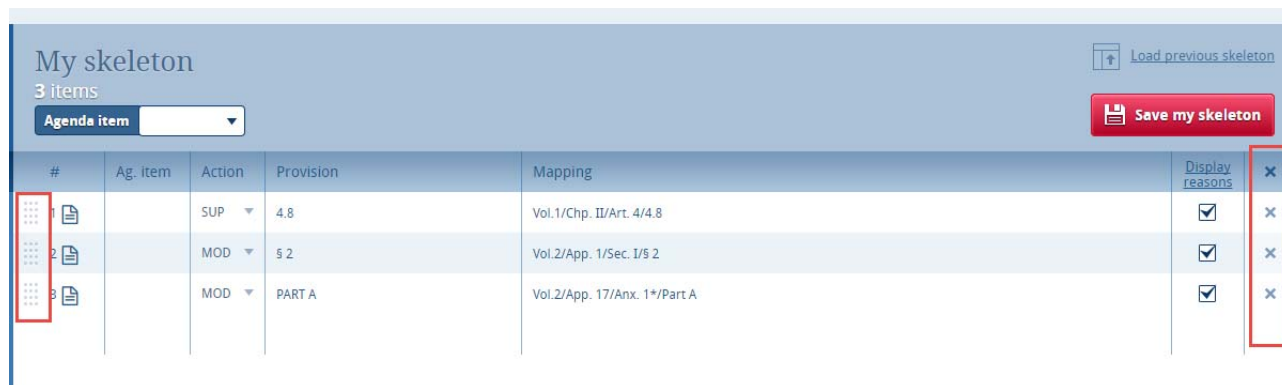 My skeleton
3 items
Agenda item
Load previous skeleton
Save my skeleton
# Ag. item Action Provision Mapping Display reasons ×
1 SUP 4.8 Vol.1/Chp. II/Art. 4/4.8 ×
2 MOD § 2 Vol.2/App. 1/Sec. I/§ 2 ×
3 MOD PART A Vol.2/App. 17/Anx. 1*/Part A ×